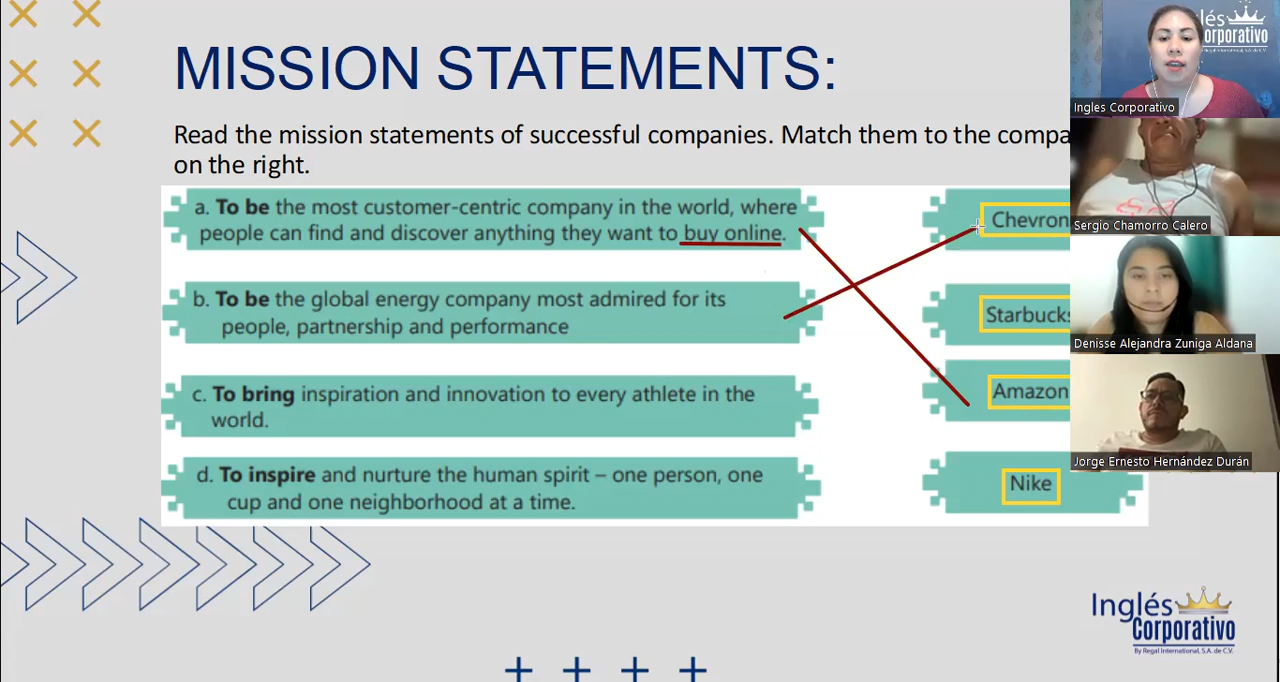 MISSION STATEMENTS:
Read the mission statements of successful companies. Match them to the compa
on the right.
a. To be the most customer-centric company in the world, where
people can find and discover anything they want to buy online.
b. To be the global energy company most admired for its
people, partnership and performance
c. To bring inspiration and innovation to every athlete in the
world.
d. To inspire and nurture the human spirit – one person, one
cup and one neighborhood at a time.
Chevron
Starbucks
Amazon
Nike
lés
orporativo
Ingles Corporativo
Sergio Chamorro Calero
Denisse Alejandra Zuniga Aldana
Jorge Ernesto Hernández Durán
Inglés
Corporativo
By Regal International, S.A. de C.V.